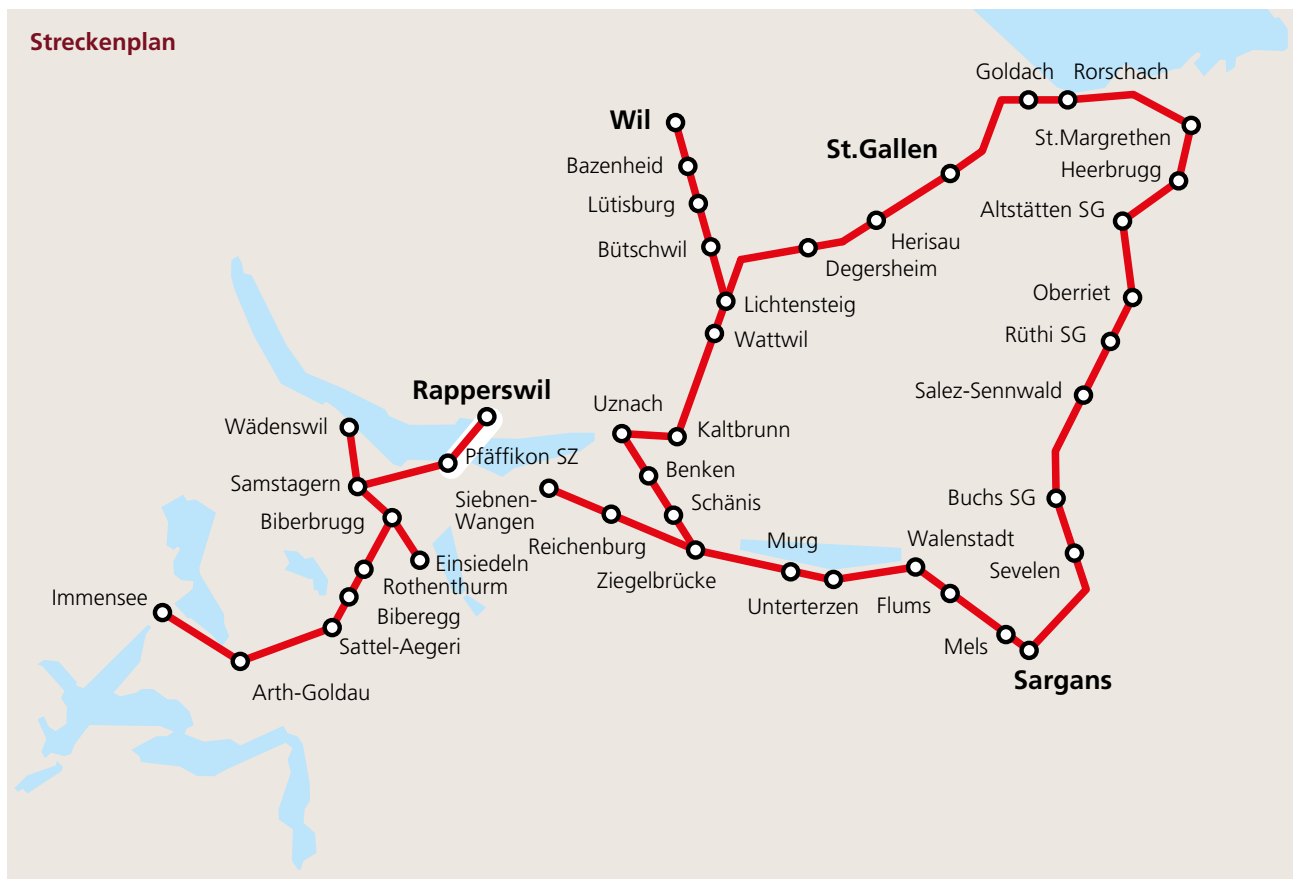 Streckenplan
Goldach
Rorschach
Wil
St.Margrethen
St.Gallen
Bazenheid
Heerbrugg
Lütisburg
Altstätten SG
Herisau
Bütschwil
Degersheim
Oberriet
Lichtensteig
Rüthi SG
Wattwil
Rapperswil
Salez-Sennwald
Uznach
Wädenswil
Kaltbrunn
Pfäffikon SZ
Benken
Samstagern
Siebnen-
Wangen
Schänis
Buchs SG
Biberbrugg
Reichenburg
Murg
Walenstadt
Einsiedeln
Sevelen
Ziegelbrücke
Rothenthurm
Immensee
Unterterzen
Flums
Biberegg
Sattel-Aegeri
Mels
Sargans
Arth-Goldau